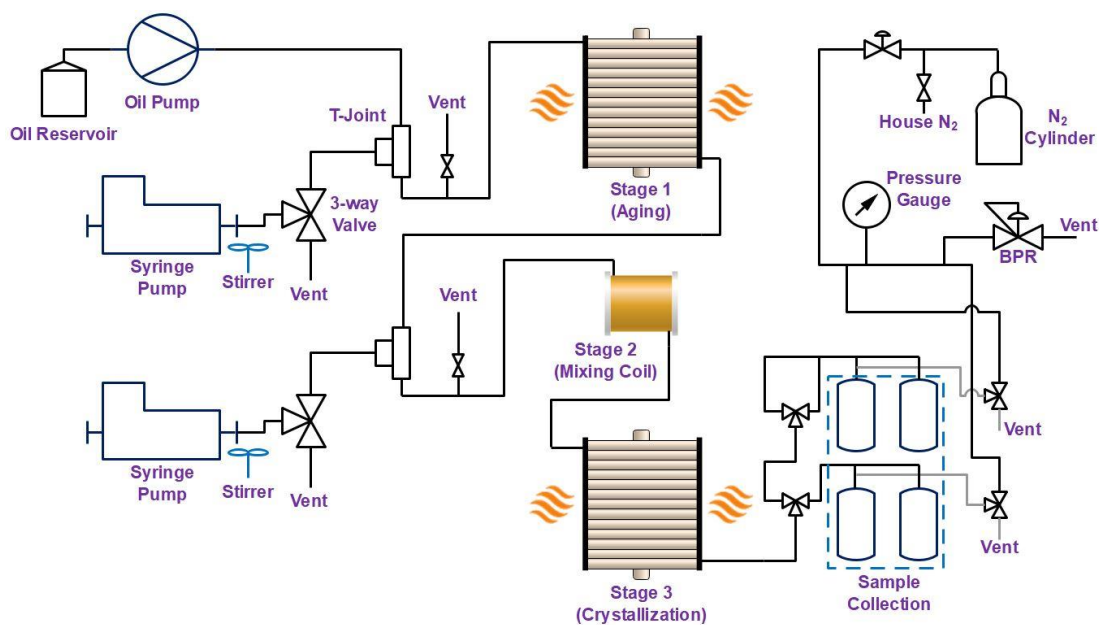 Oil Pump
Oil Reservoir
T-Joint
Vent
Stage 1
(Aging)
House N₂
N₂
Cylinder
Pressure
Gauge
BPR
Vent
3-way
Valve
Syringe
Pump
Stirrer
Vent
Vent
Stage 2
(Mixing Coil)
Syringe
Pump
Stirrer
Vent
Stage 3
(Crystallization)
Sample
Collection
Vent
Vent